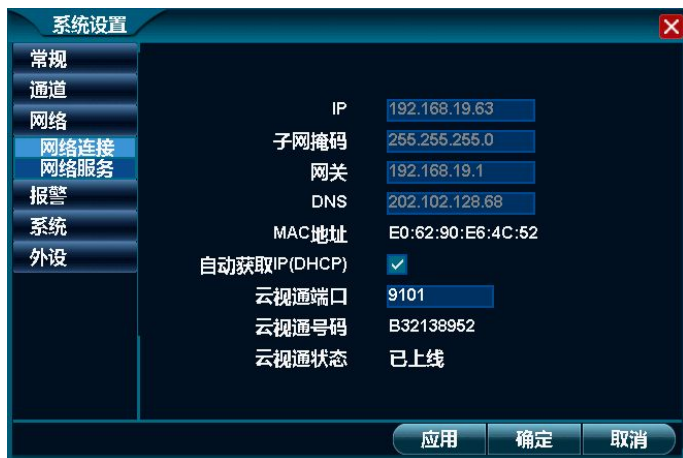 系统设置
常规
通道
网络
网络连接
网络服务
报警
系统
外设
IP 192.168.19.63
子网掩码 255.255.255.0
网关 192.168.19.1
DNS 202.102.128.68
MAC地址 E0:62:90:E6:4C:52
自动获取IP(DHCP)
云视通端口 9101
云视通号码 B32138952
云视通状态 已上线
应用 确定 取消